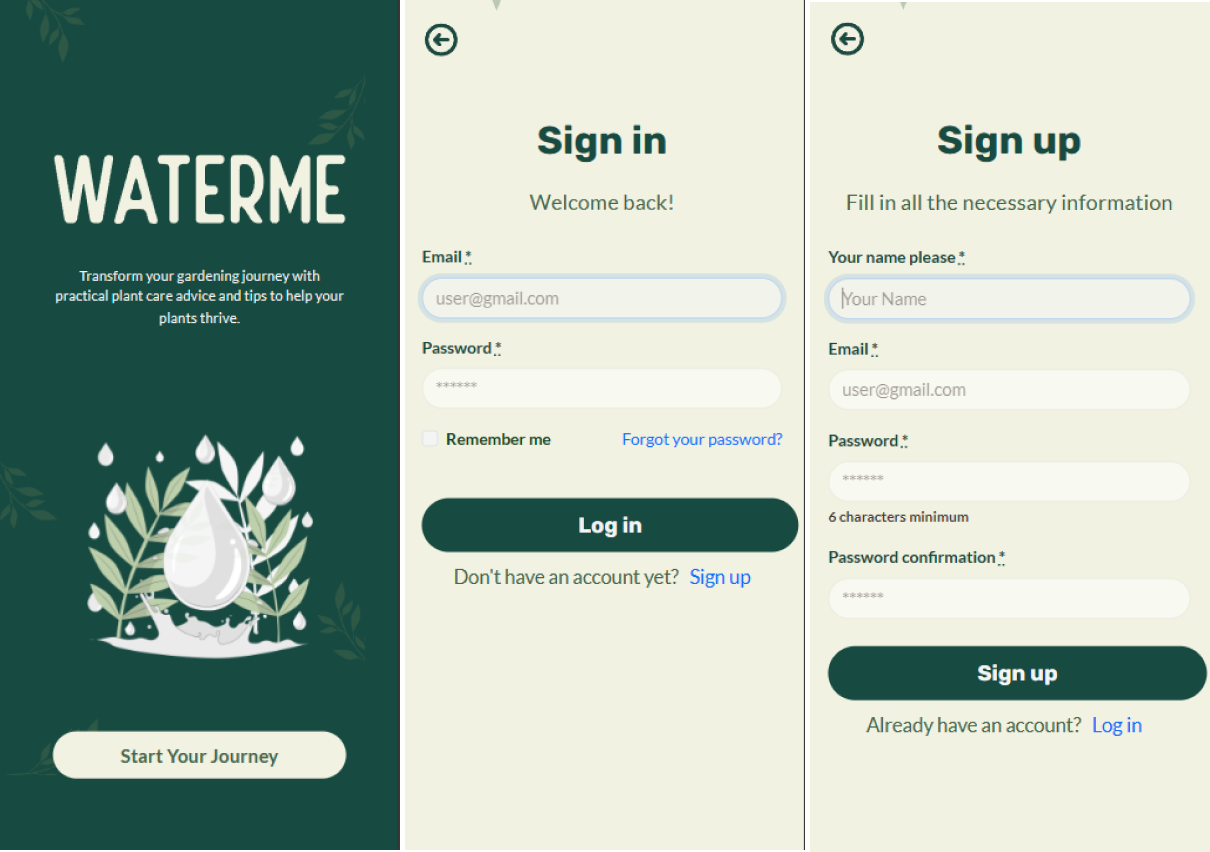 WATERME
Transform your gardening journey with
practical plant care advice and tips to help your
plants thrive.
Start Your Journey
Sign in
Welcome back!
Email *
user@gmail.com
Password *
******
Remember me
Forgot your password?
Log in
Don't have an account yet? Sign up
Sign up
Fill in all the necessary information
Your name please *
Your Name
Email *
user@gmail.com
Password *
******
6 characters minimum
Password confirmation *
******
Sign up
Already have an account? Log in